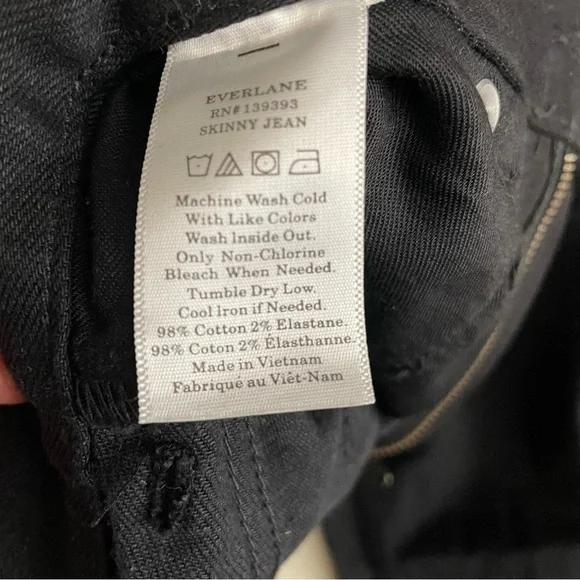 EVERLANE
RN# 139393
SKINNY JEAN
Machine Wash Cold
With Like Colors
Wash Inside Out.
Only Non-Chlorine
Bleach When Needed.
Tumble Dry Low.
Cool Iron if Needed.
98% Cotton 2% Elastane.
98% Coton 2% Élasthanne.
Made in Vietnam
Fabriqué au Viêt-Nam